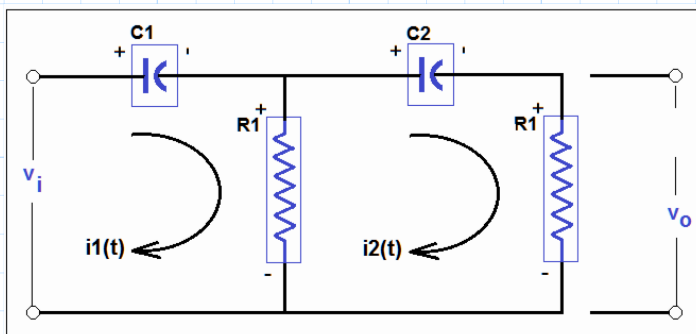 C1
C2
+ '
+ '
+
R1
+
R1
vi
i1(t)
i2(t)
vo
-
-